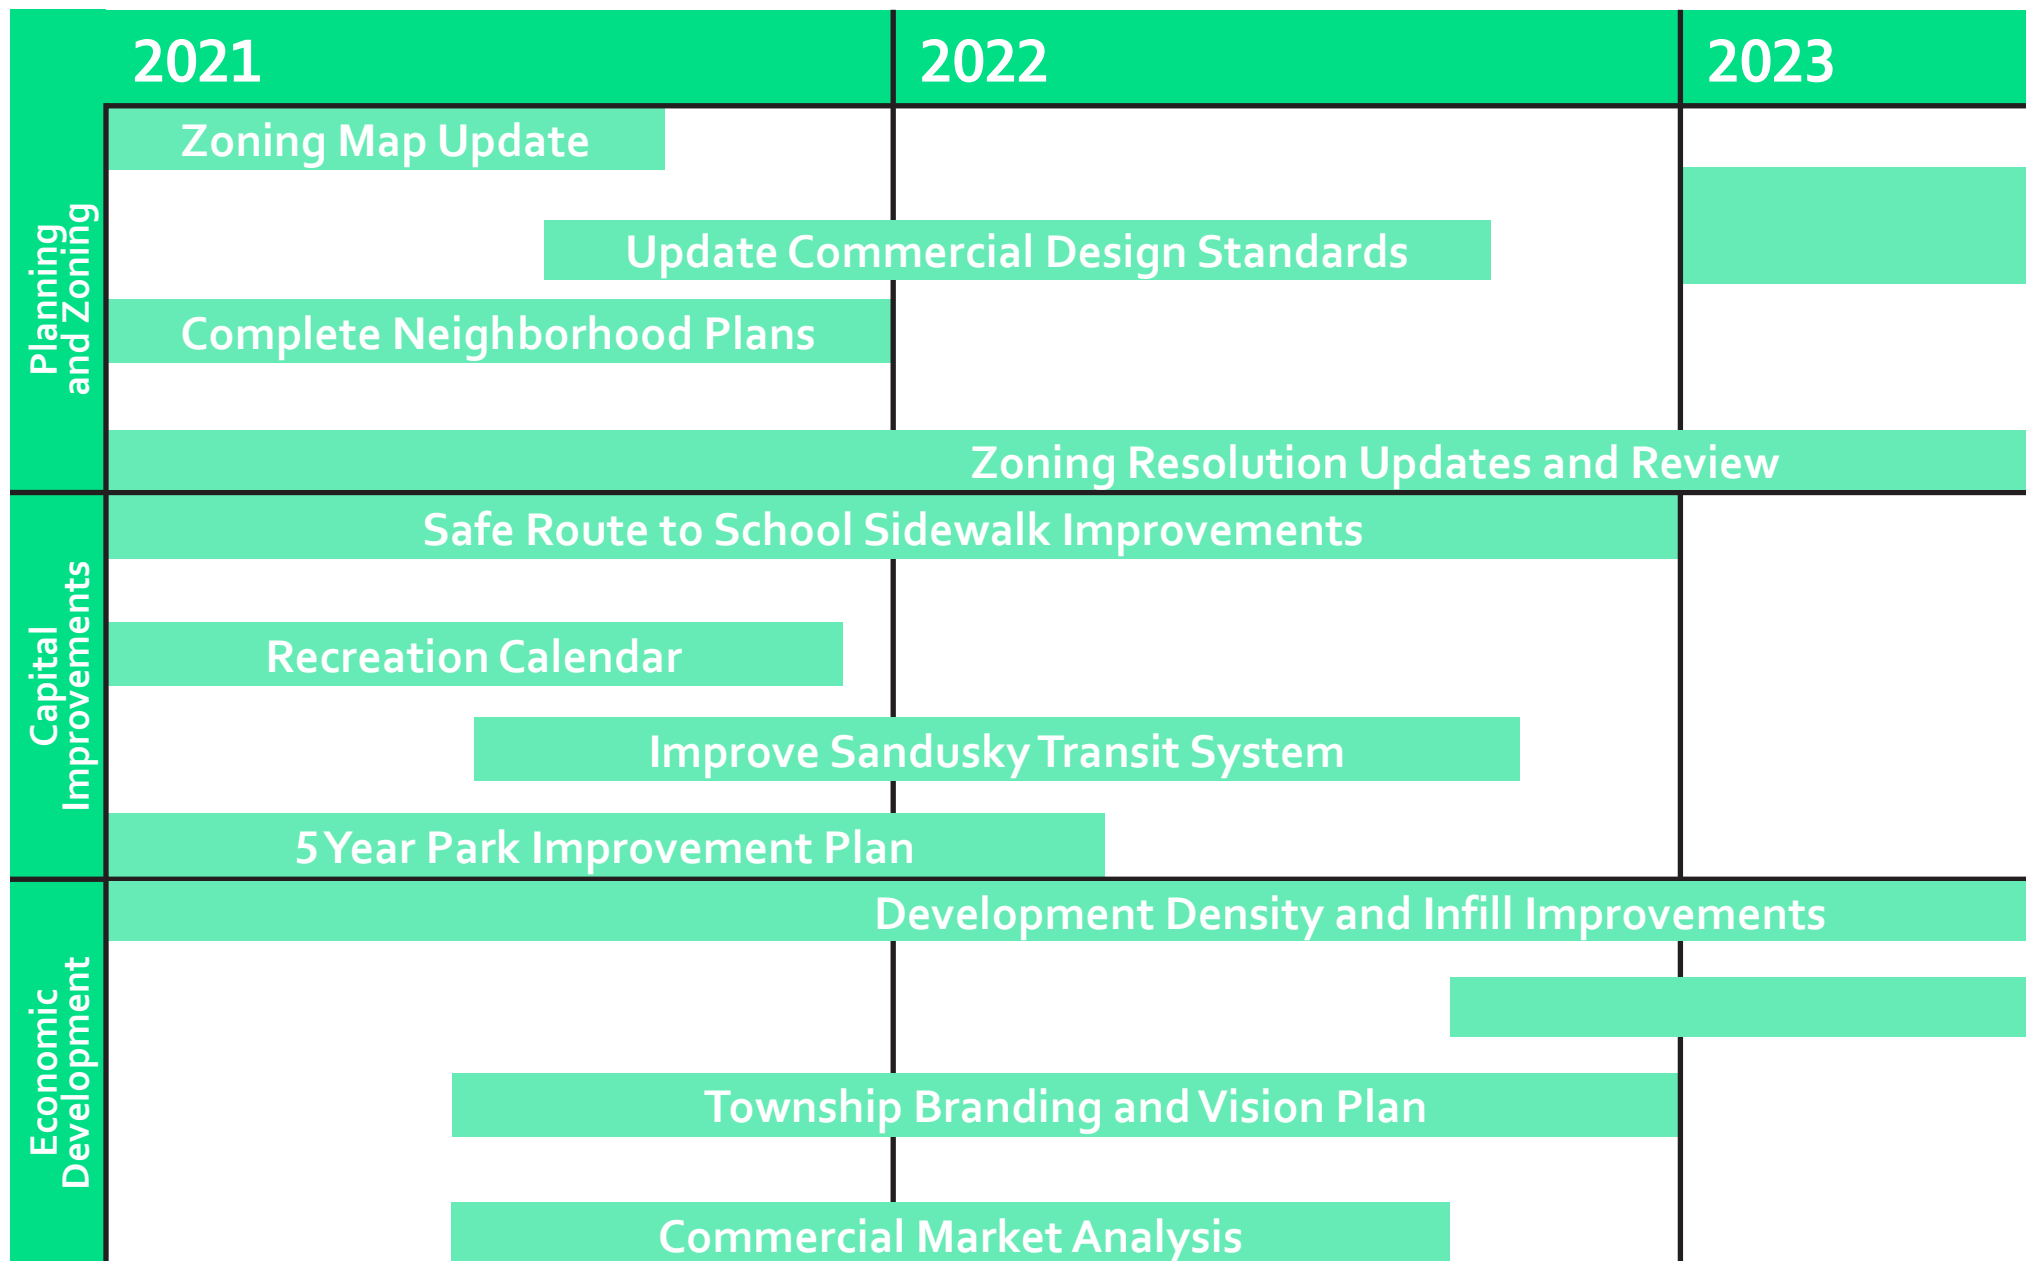 2021
2022
2023
Planning
and Zoning
Zoning Map Update
Update Commercial Design Standards
Complete Neighborhood Plans
Zoning Resolution Updates and Review
Capital
Improvements
Safe Route to School Sidewalk Improvements
Recreation Calendar
Improve Sandusky Transit System
5 Year Park Improvement Plan
Economic
Development
Development Density and Infill Improvements
Township Branding and Vision Plan
Commercial Market Analysis